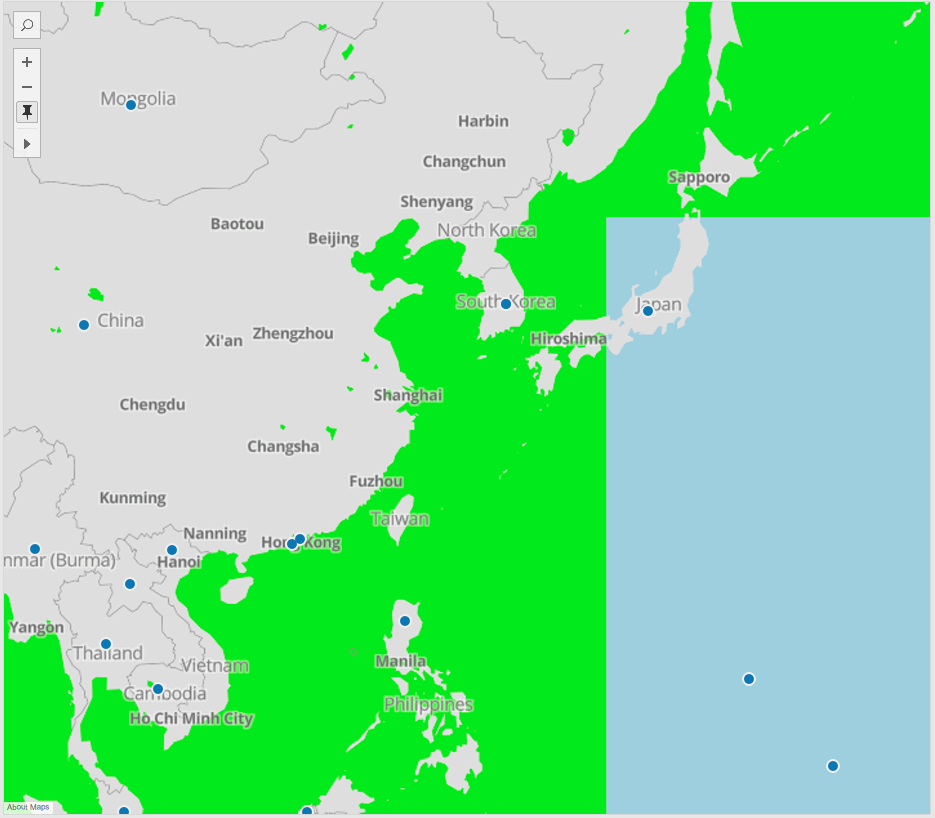 Mongolia
Harbin
Changchun
Sapporo
Shenyang
Baotou
North Korea
Beijing
South Korea
Japan
China
Xi'an
Zhengzhou
Hiroshima
Shanghai
Chengdu
Changsha
Fuzhou
Kunming
Taiwan
Nanning
Hong Kong
nmar (Burma)
Hanoi
Yangon
Thailand
Manila
Vietnam
Cambodia
Philippines
Ho Chi Minh City
About Maps